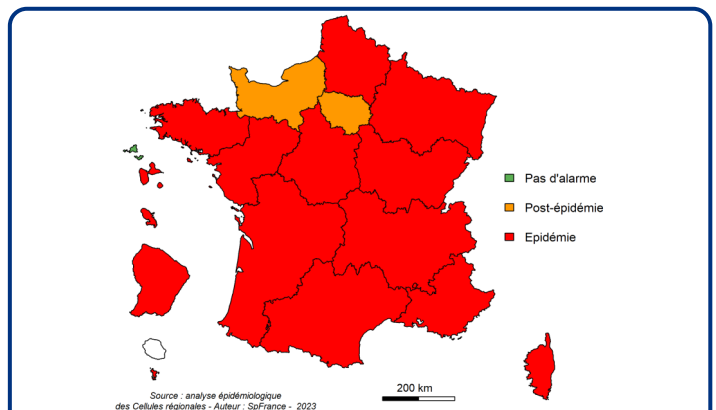 Pas d'alarme
Post-épidémie
Epidémie
200 km
Source : analyse épidémiologique
des Cellules régionales - Auteur : SpFrance - 2023